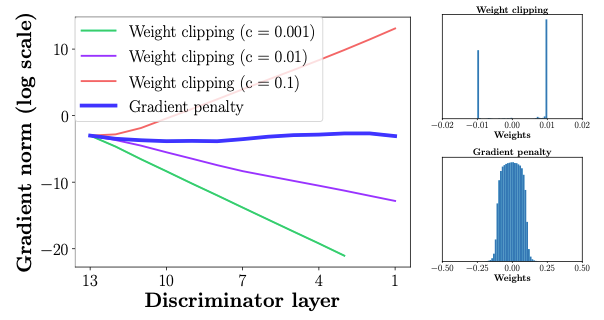 Gradient norm (log scale)
10
0
−10
−20
Weight clipping (c = 0.001)
Weight clipping (c = 0.01)
Weight clipping (c = 0.1)
Gradient penalty
13 10 7 4 1
Discriminator layer
Weight clipping
−0.02 −0.01 0.00 0.01 0.02
Weights
Gradient penalty
−0.50 −0.25 0.00 0.25 0.50
Weights